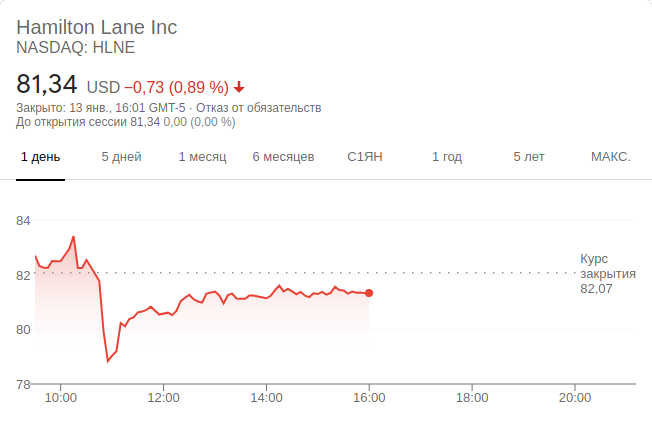 Hamilton Lane Inc
NASDAQ: HLNE
81,34 USD −0,73 (0,89 %)
Закрыто: 13 янв., 16:01 GMT-5 · Отказ от обязательств
До открытия сессии 81,34 0,00 (0,00 %)
1 день 5 дней 1 месяц 6 месяцев С1ЯН 1 год 5 лет МАКС.
84
82
80
78
Курс
закрытия
82,07
10:00 12:00 14:00 16:00 18:00 20:00